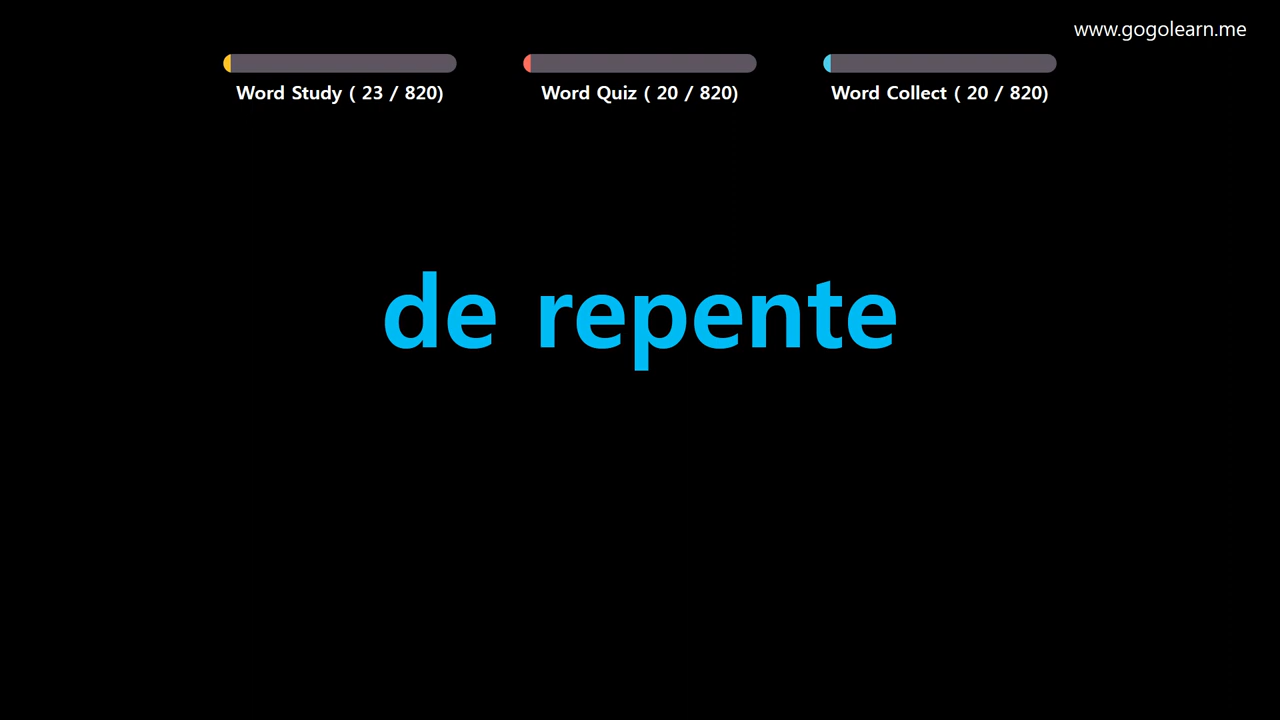 www.gogolearn.me
Word Study ( 23 / 820)
Word Quiz ( 20 / 820)
Word Collect ( 20 / 820)
de repente